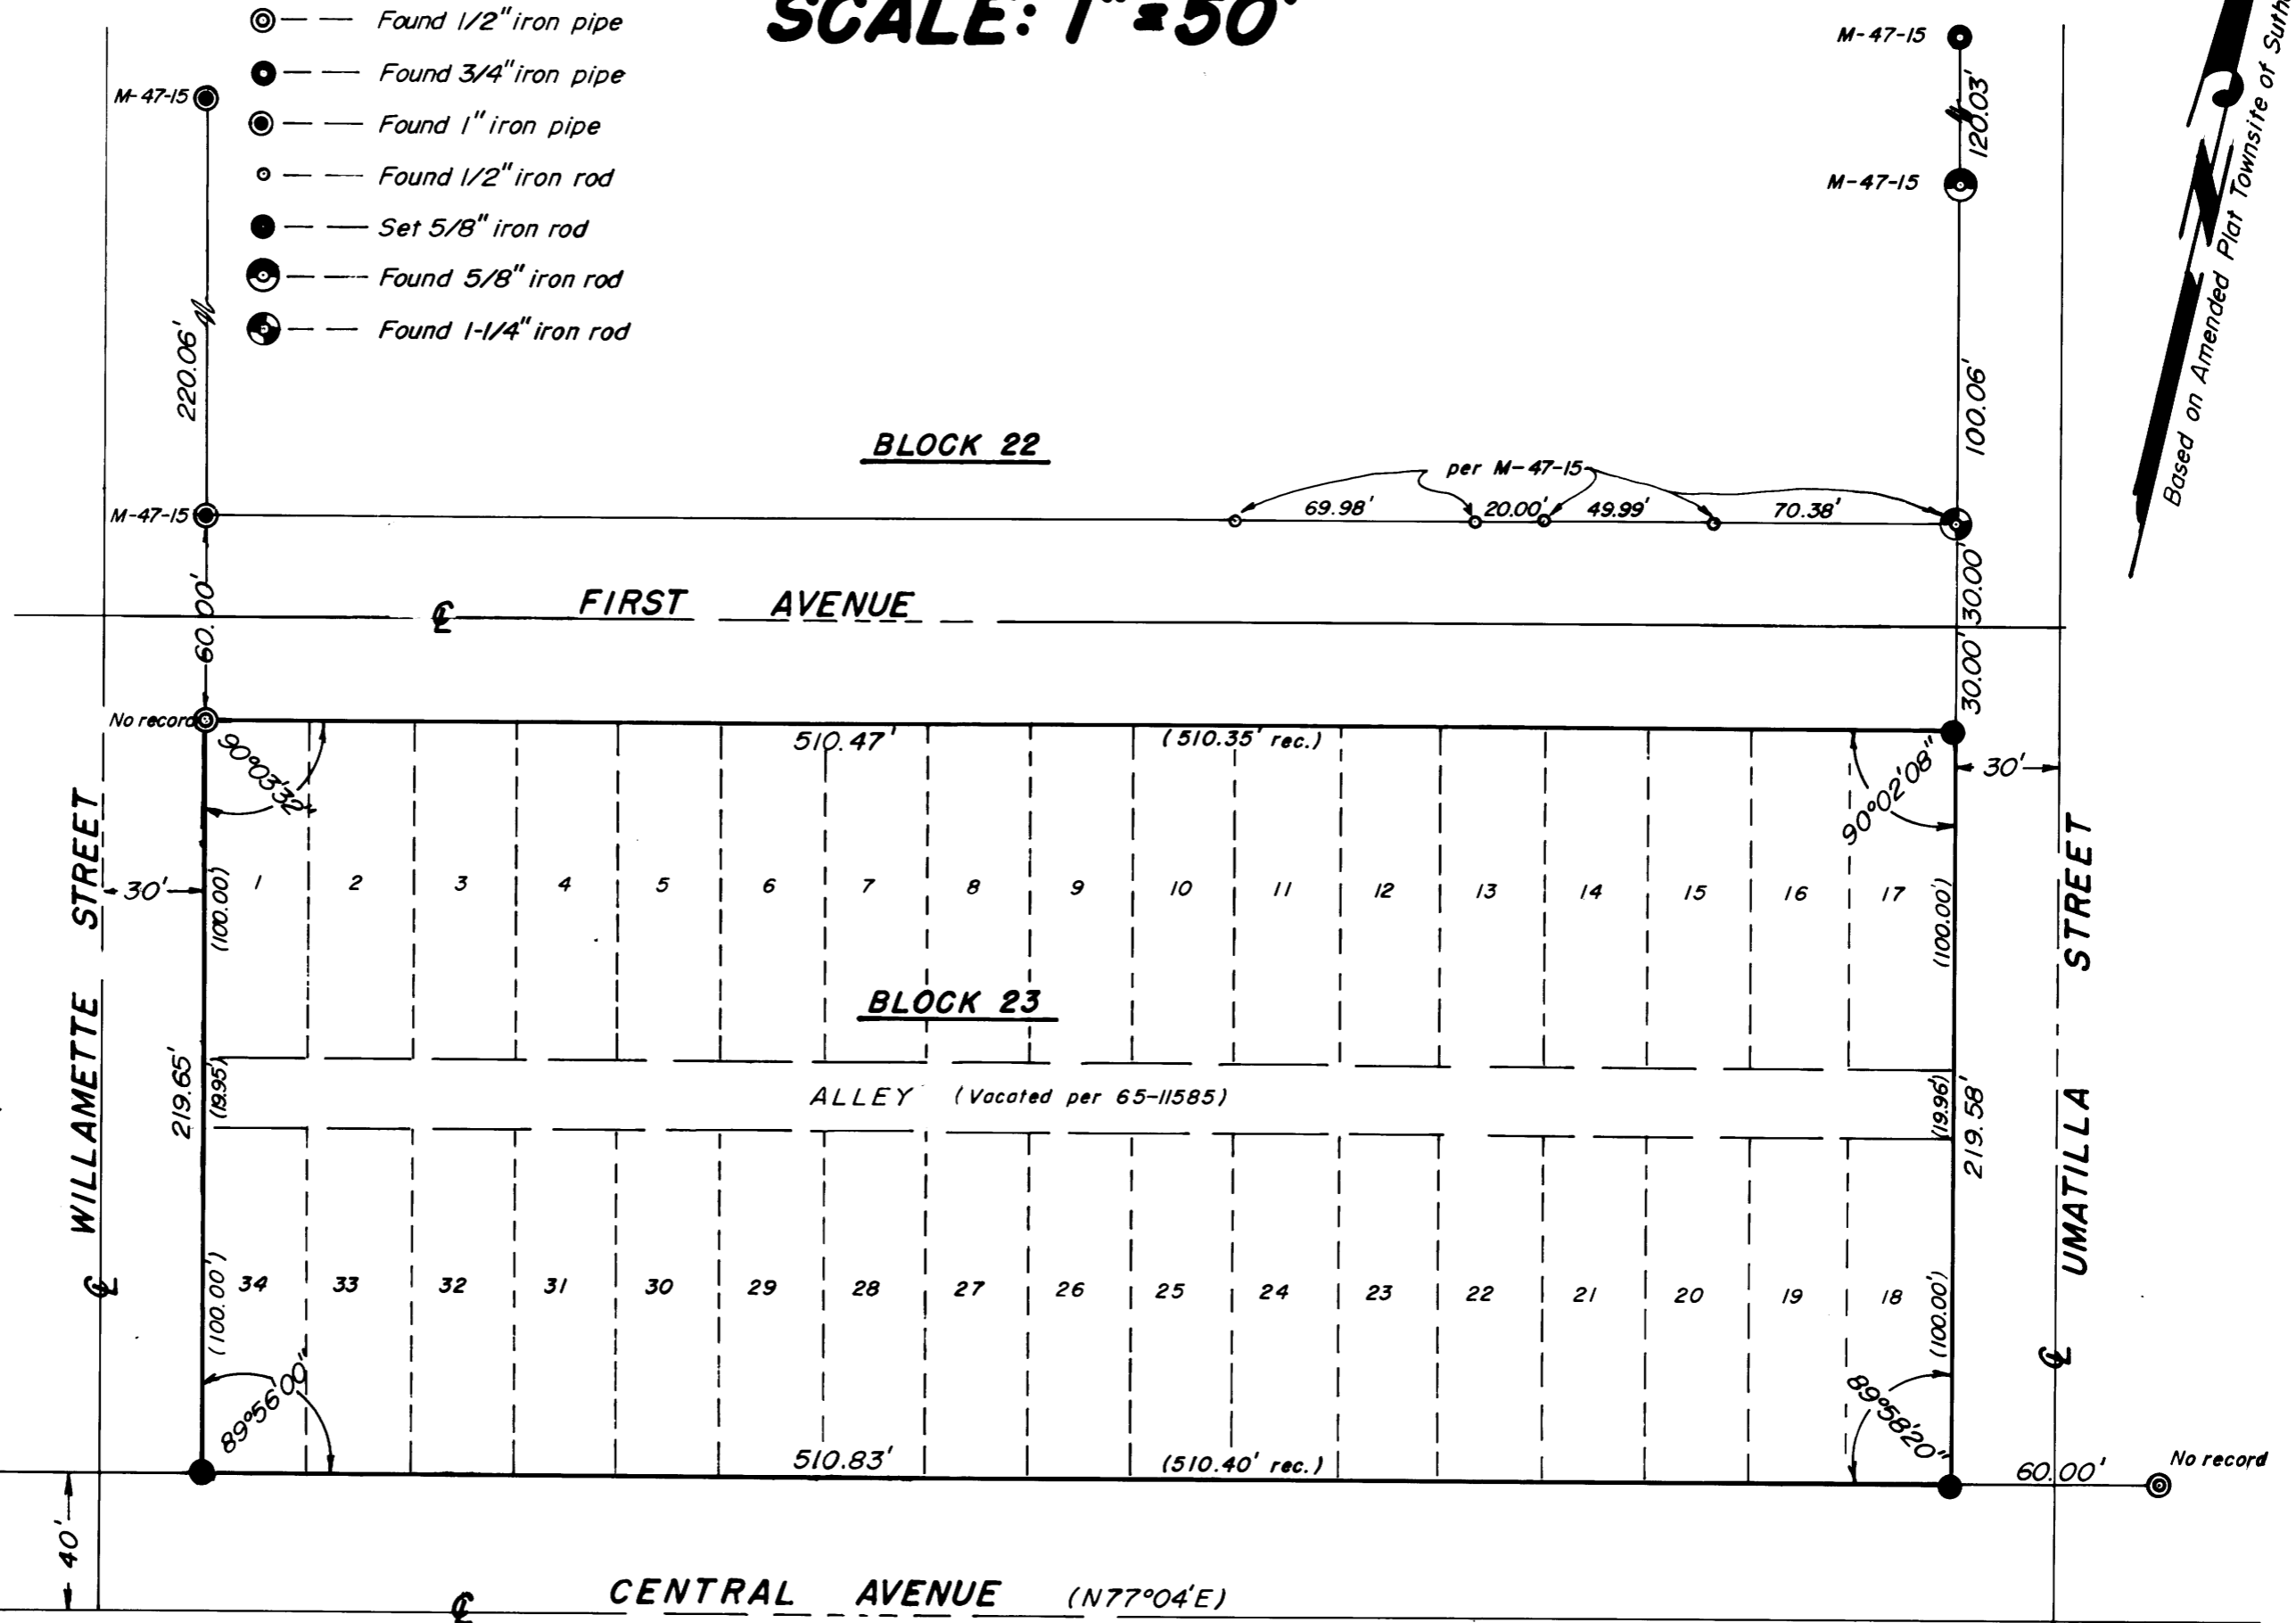 SCALE: 1"=50'
Found 1/2" iron pipe
Found 3/4" iron pipe
Found 1" iron pipe
Found 1/2" iron rod
Set 5/8" iron rod
Found 5/8" iron rod
Found 1-1/4" iron rod
M-47-15
M-47-15
M-47-15
120.03'
N
Based on Amended Plat Townsite of
220.06'
100.06'
BLOCK 22
per M-47-15
M-47-15
69.98'
20.00'
49.99'
70.38'
60.00'
30.00'
30.00'
℄ FIRST AVENUE
No record
510.47'
(510.35' rec.)
90°03'32"
90°02'08"
30'
30'
(100.00')
(100.00')
1 2 3 4 5 6 7 8 9 10 11 12 13 14 15 16 17
BLOCK 23
WILLAMETTE STREET
℄
UMATILLA STREET
℄
219.65'
(19.95')
ALLEY (Vacated per 65-11585)
(19.96')
219.58'
(100.00')
(100.00')
34 33 32 31 30 29 28 27 26 25 24 23 22 21 20 19 18
89°56'00"
89°58'20"
510.83'
(510.40' rec.)
60.00'
No record
40'
℄ CENTRAL AVENUE (N77°04'E)